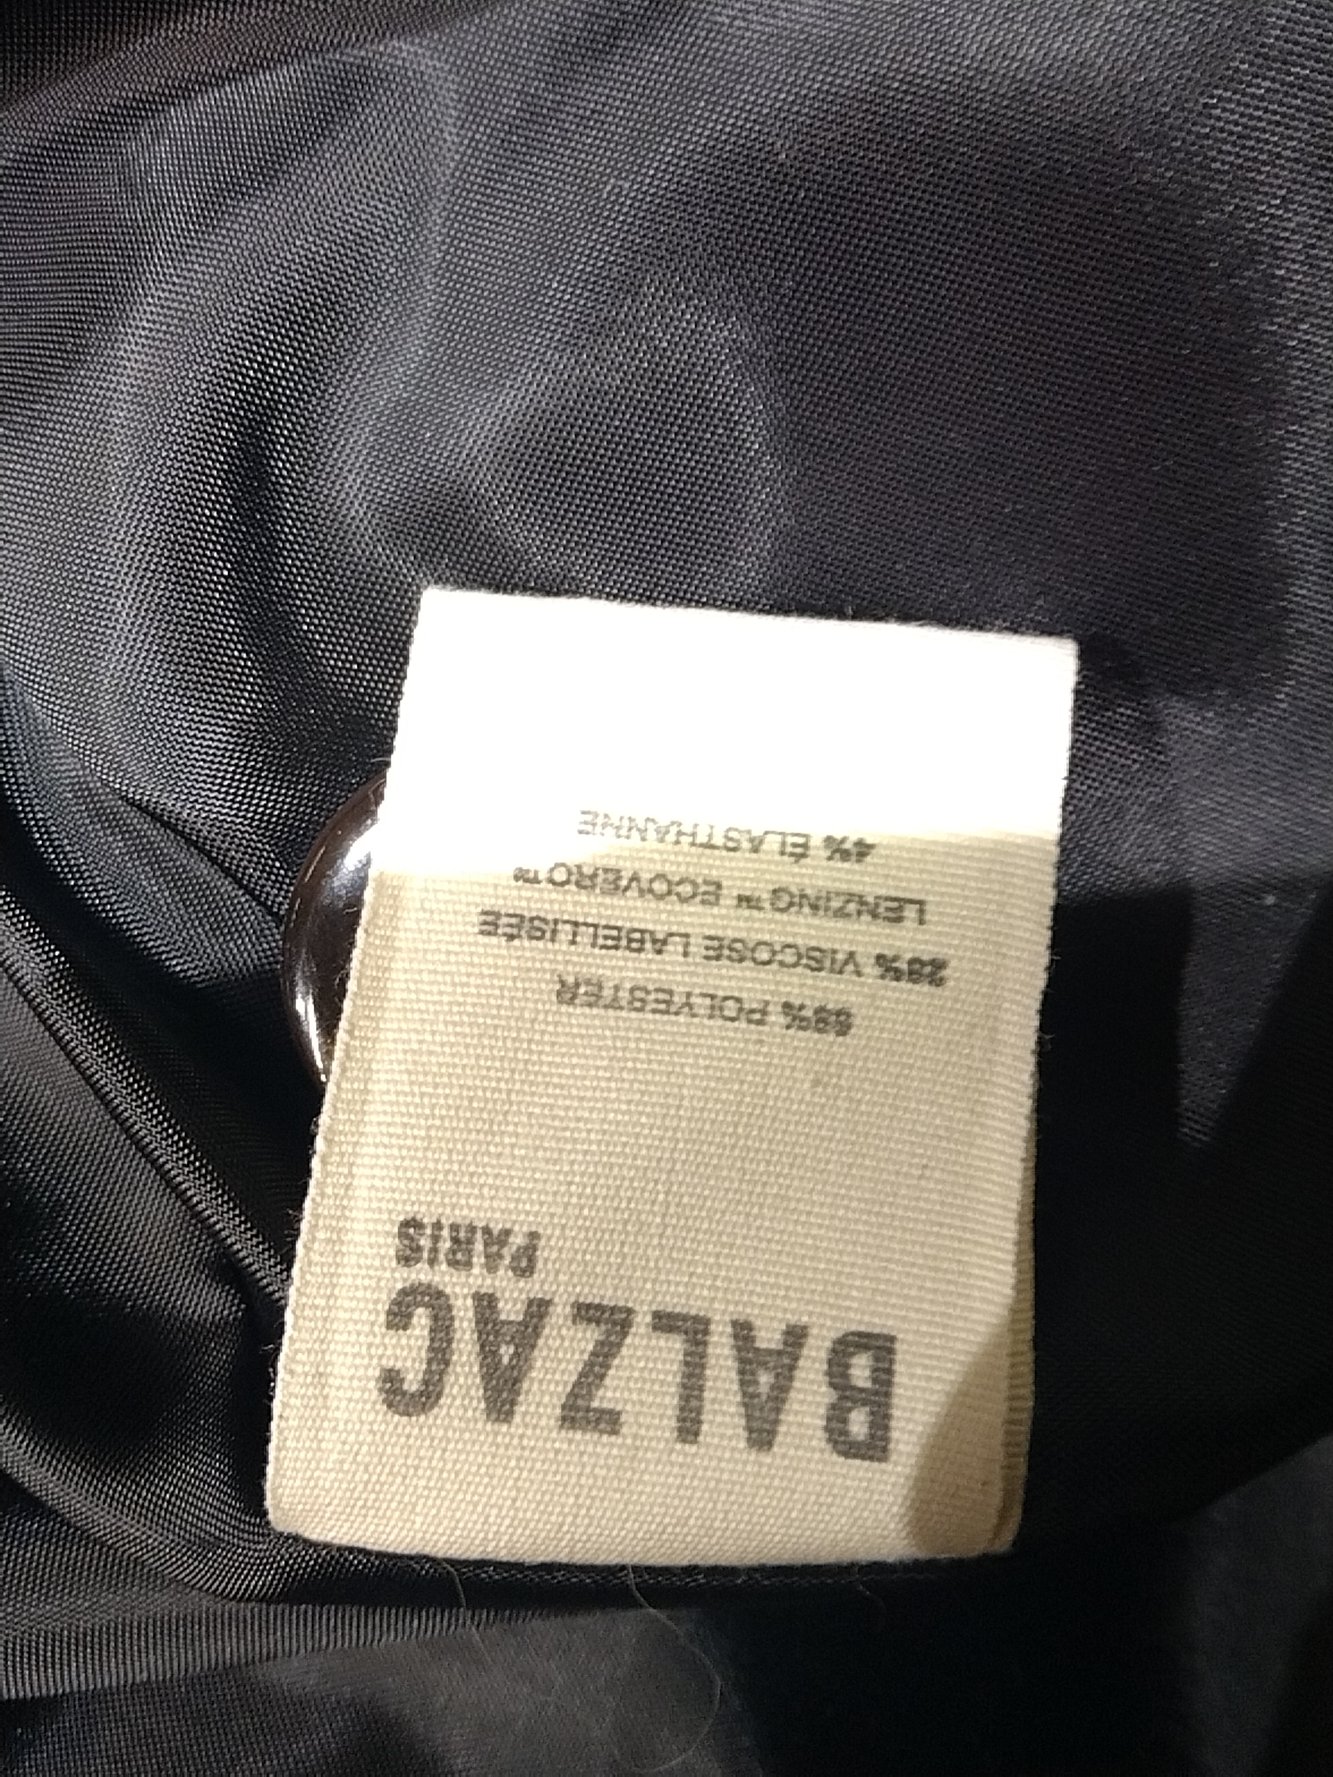 BALZAC
PARIS
68% POLYESTER
28% VISCOSE LABELLISÉE
LENZING™ ECOVERO™
4% ÉLASTHANNE